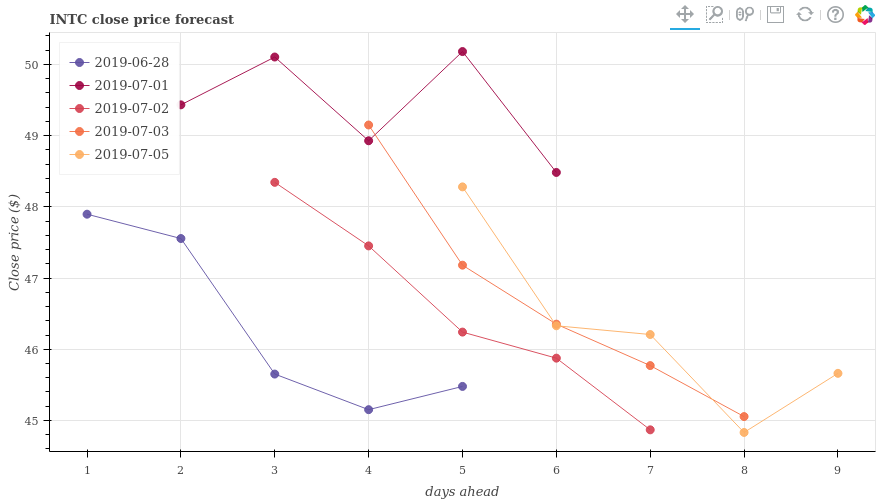 INTC close price forecast
2019-06-28
2019-07-01
2019-07-02
2019-07-03
2019-07-05
Close price ($)
50
49
48
47
46
45
1 2 3 4 5 6 7 8 9
days ahead